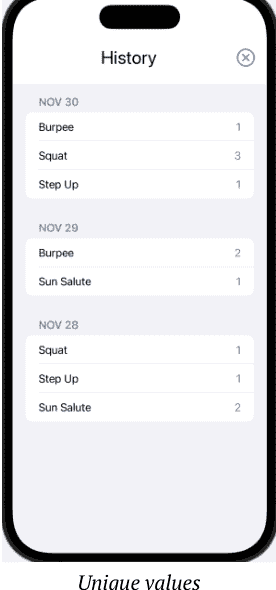 History
NOV 30
Burpee 1
Squat 3
Step Up 1
NOV 29
Burpee 2
Sun Salute 1
NOV 28
Squat 1
Step Up 1
Sun Salute 2
Unique values